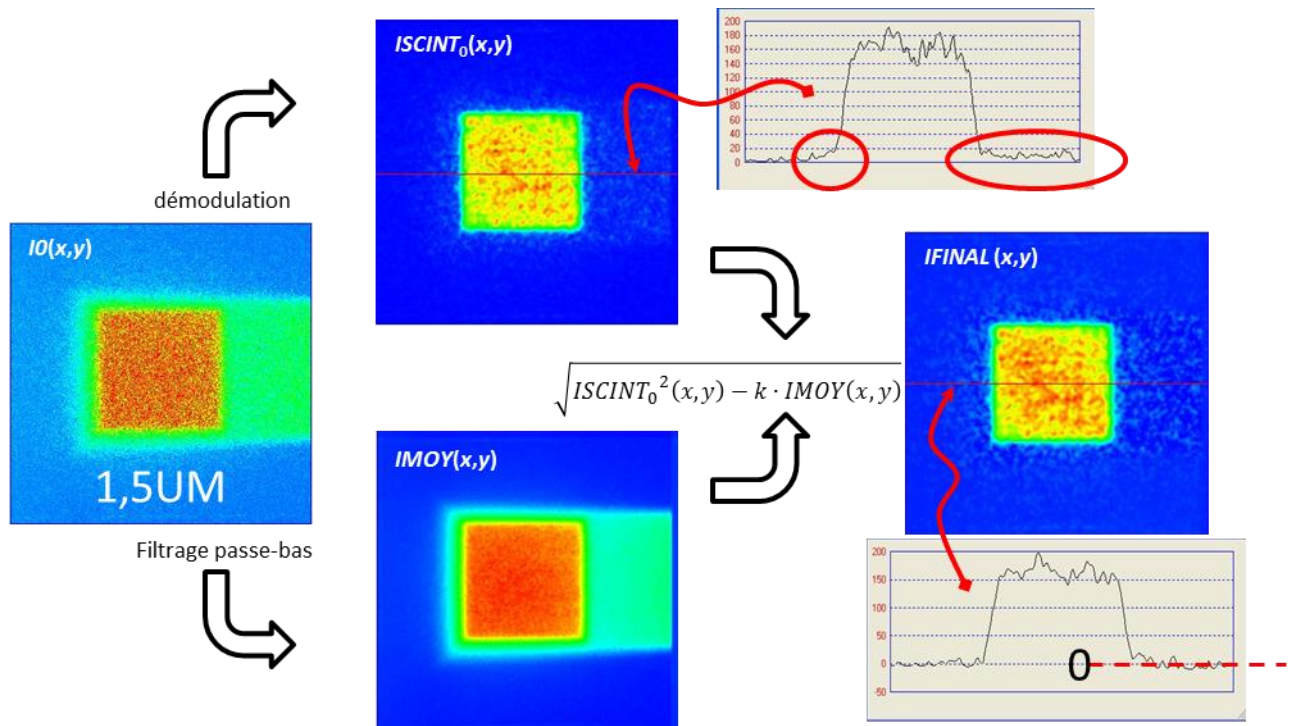 ISCINT₀(x,y)
200
180
160
140
120
100
80
60
40
20
0
démodulation
I0(x,y)
1,5UM
IFINAL (x,y)
√(ISCINT₀²(x,y) − k · IMOY(x,y))
IMOY(x,y)
Filtrage passe-bas
200
150
100
50
0
-50
0